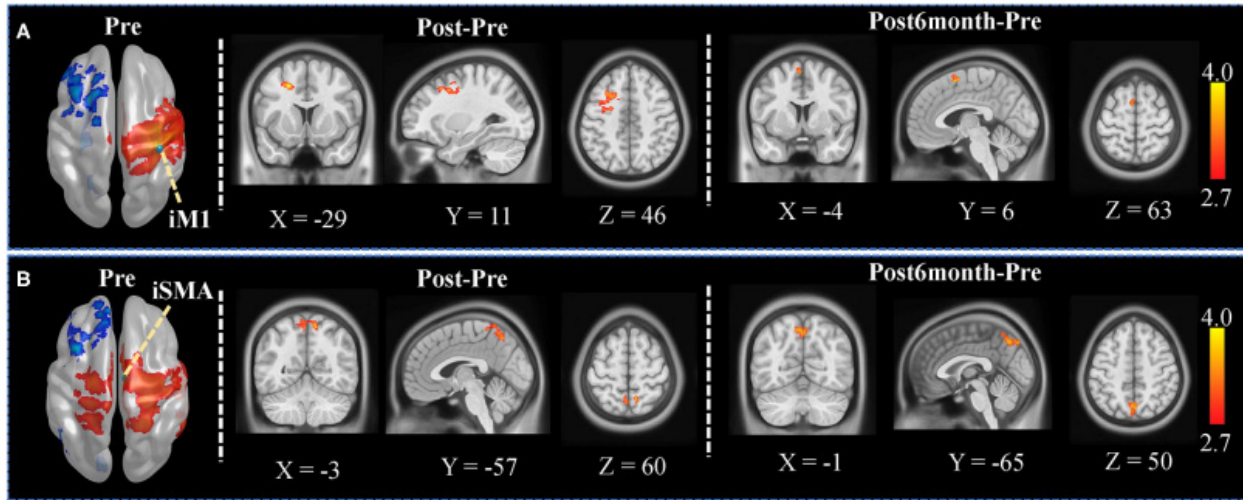 A
Pre
Post-Pre
Post6month-Pre
iM1
X = -29
Y = 11
Z = 46
X = -4
Y = 6
Z = 63
4.0
2.7
B
Pre
iSMA
Post-Pre
Post6month-Pre
X = -3
Y = -57
Z = 60
X = -1
Y = -65
Z = 50
4.0
2.7